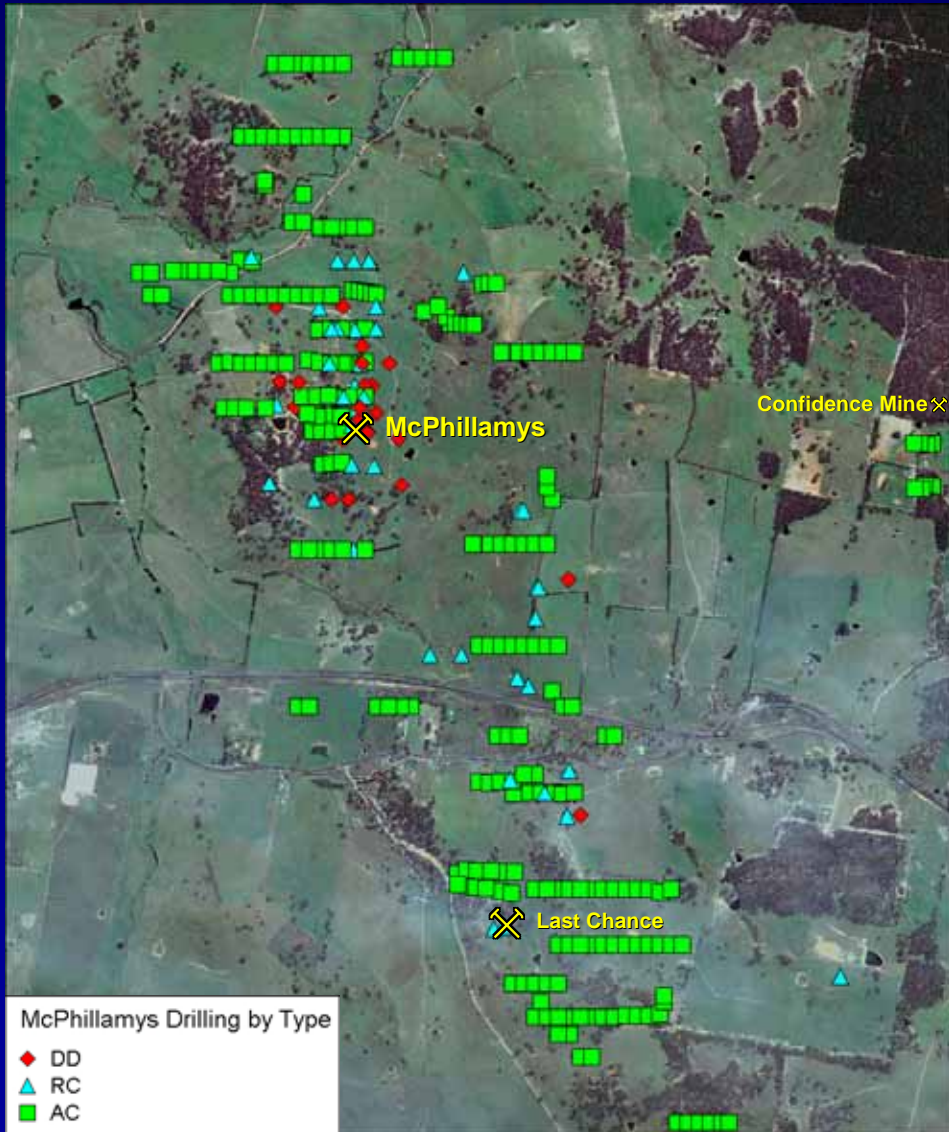 Confidence Mine
McPhillamys
Last Chance
McPhillamys Drilling by Type
DD
RC
AC